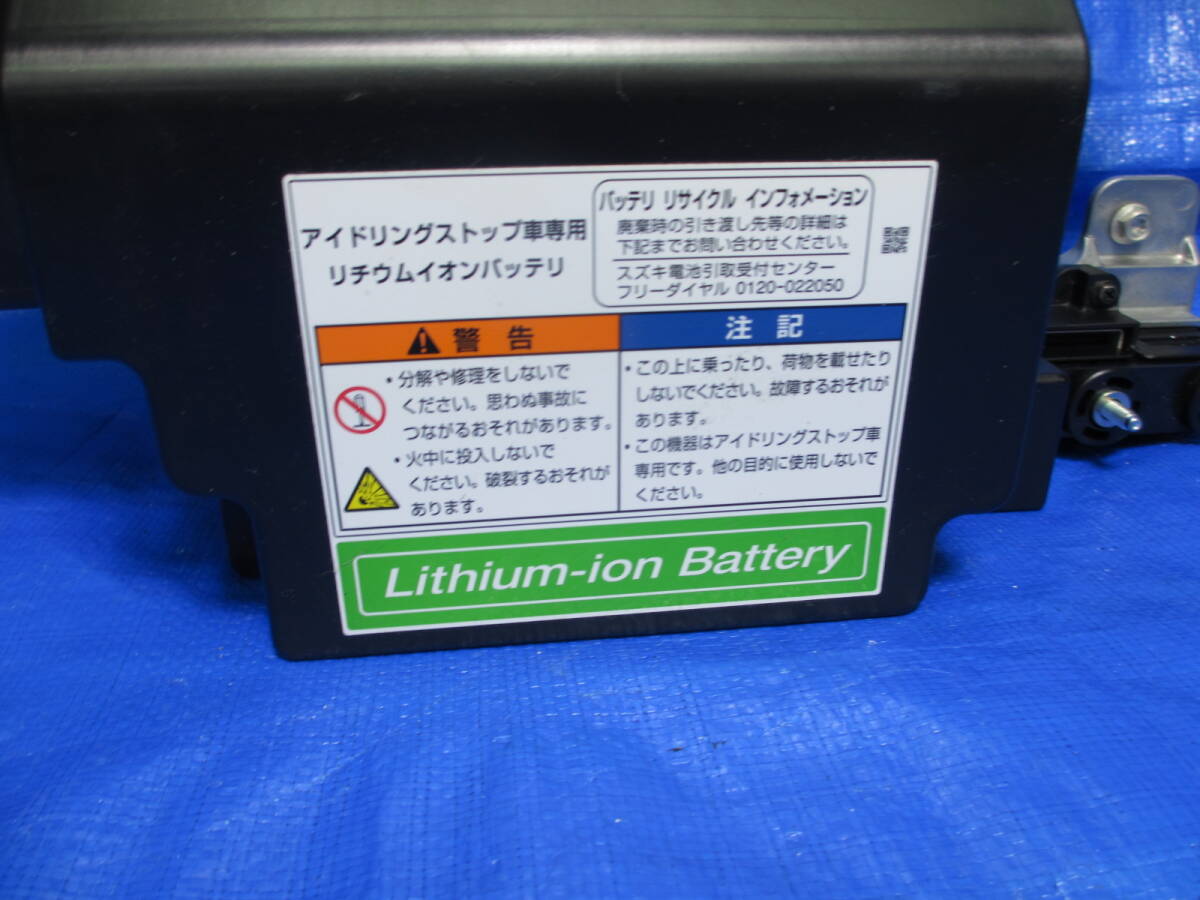 アイドリングストップ車専用
リチウムイオンバッテリ
バッテリ リサイクル インフォメーション
廃棄時の引き渡し先等の詳細は
下記までお問い合わせください。
スズキ電池引取受付センター
フリーダイヤル 0120-022050
警告
・分解や修理をしないで
ください。思わぬ事故に
つながるおそれがあります。
・火中に投入しないで
ください。破裂するおそれが
あります。
注記
・この上に乗ったり、荷物を載せたり
しないでください。故障するおそれが
あります。
・この機器はアイドリングストップ車
専用です。他の目的に使用しないで
ください。
Lithium-ion Battery